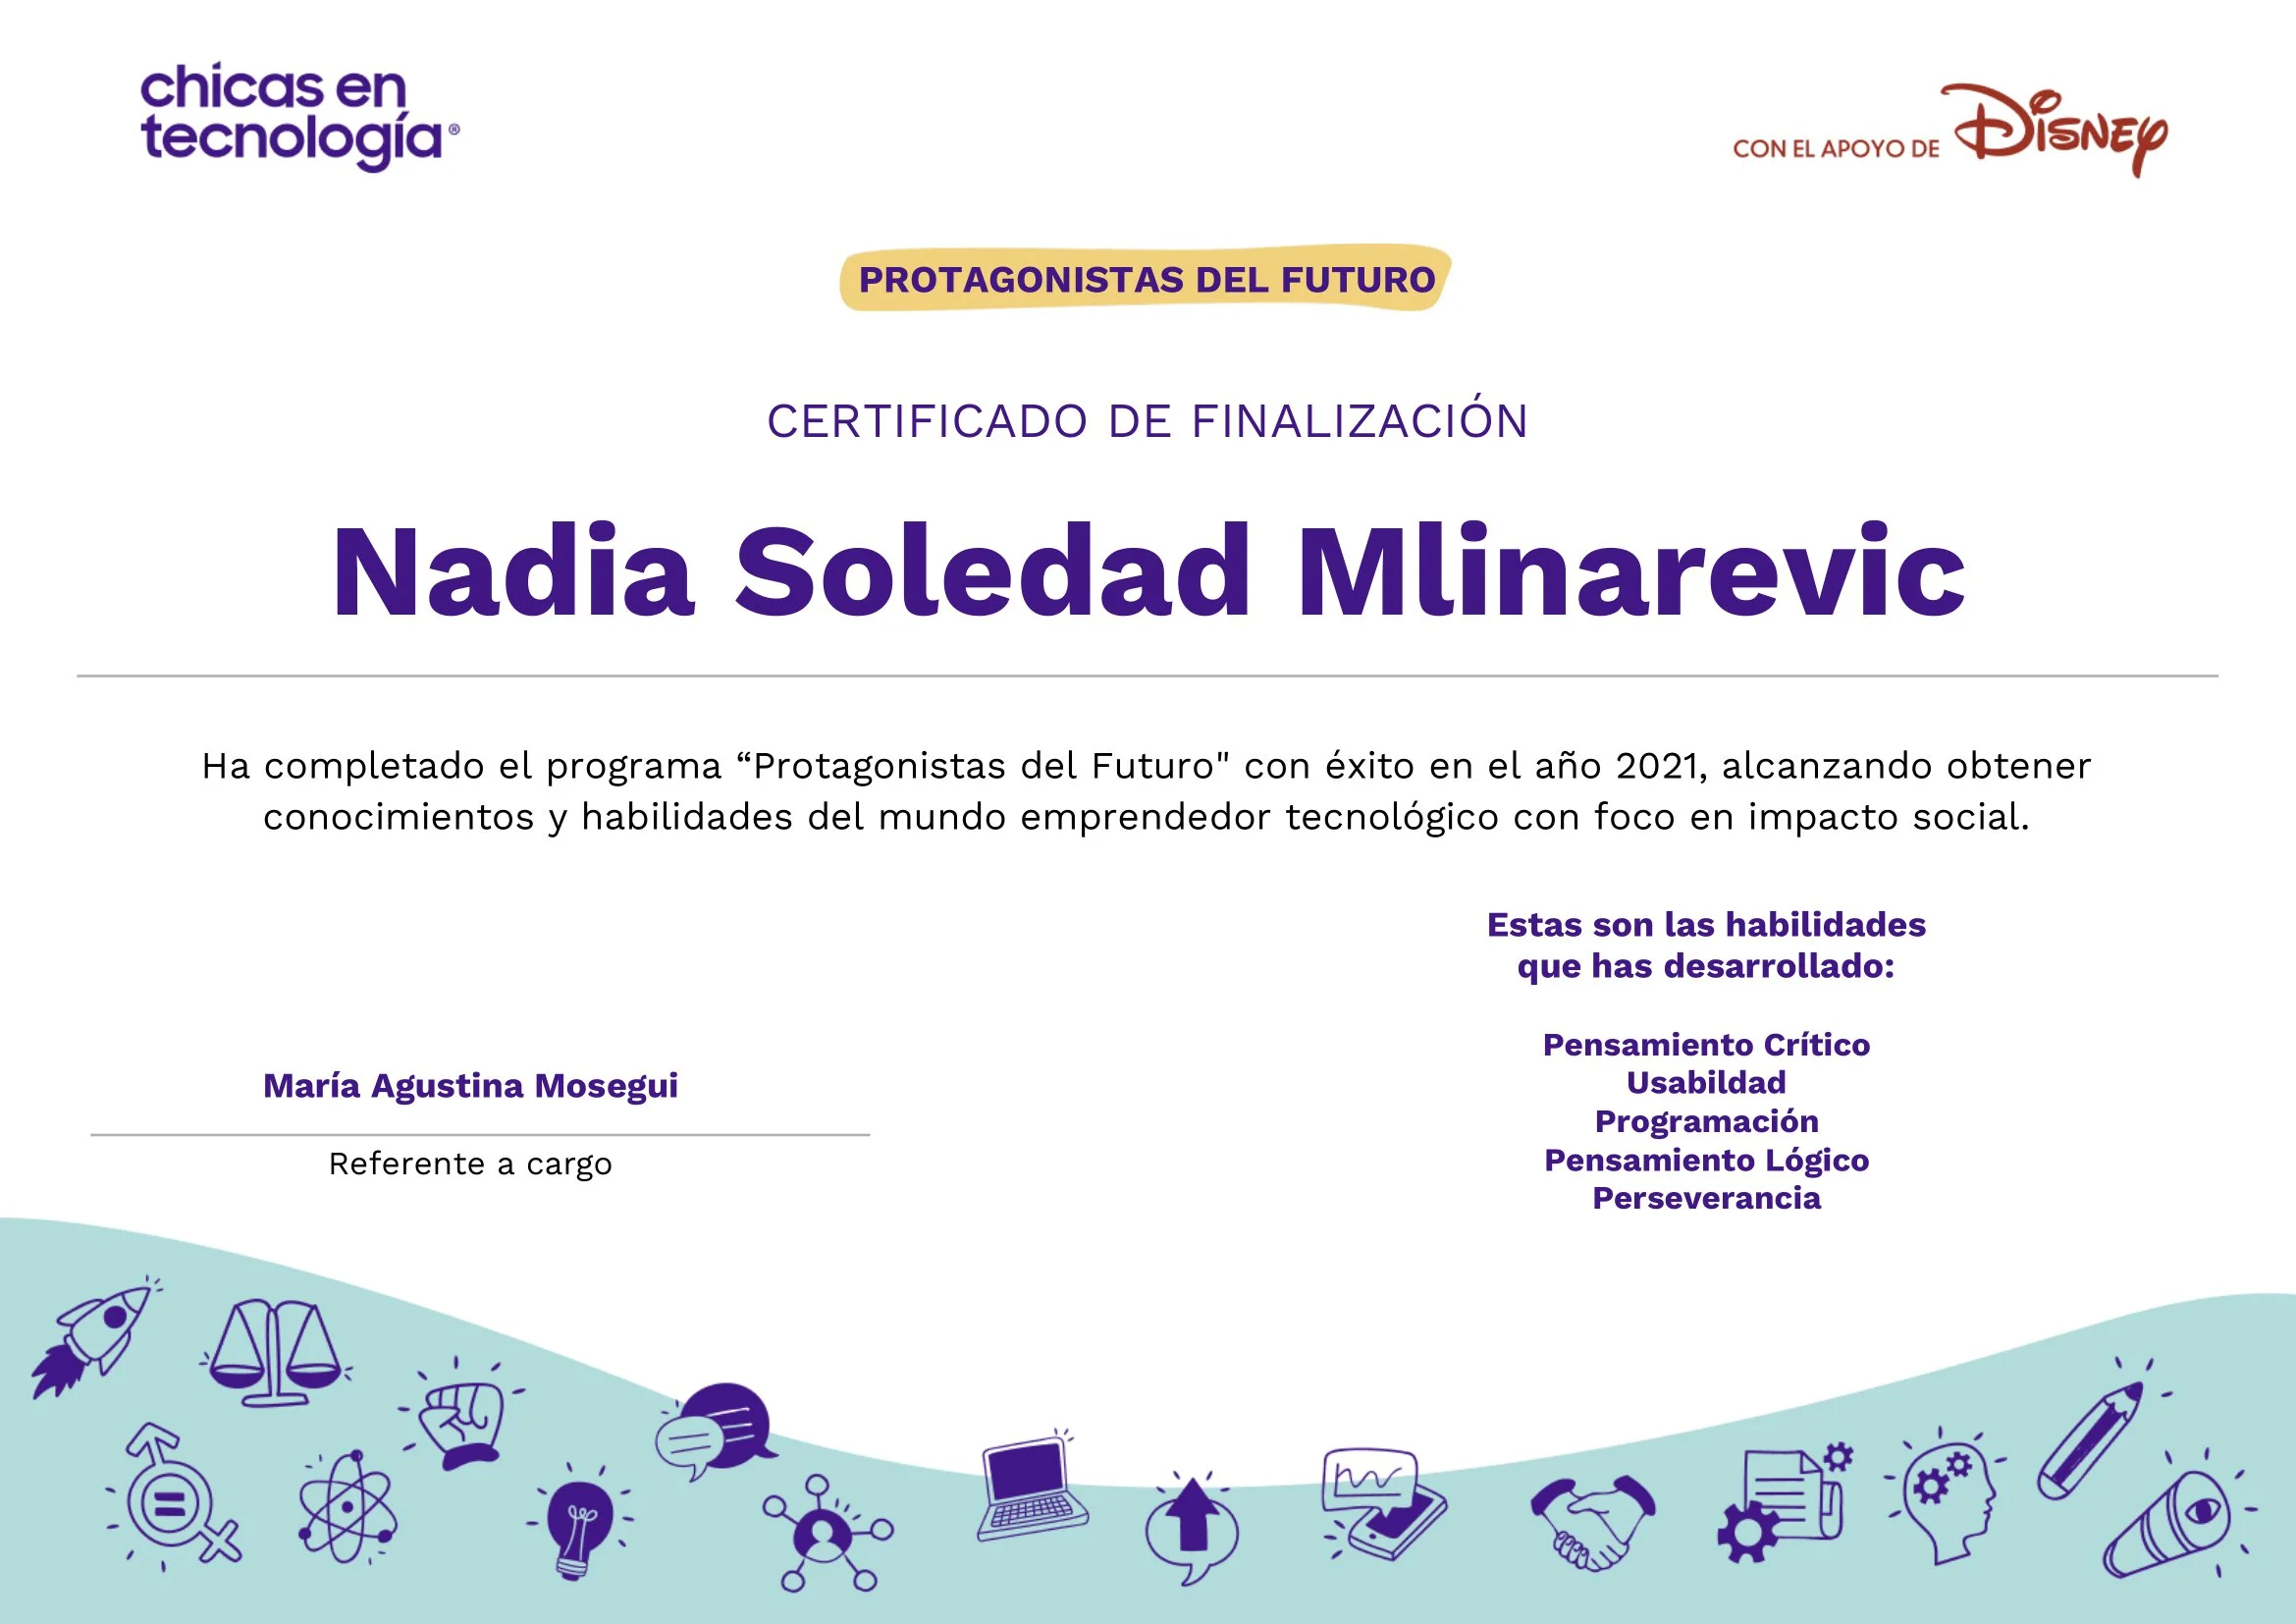 chicas en
tecnología®
CON EL APOYO DE Disney
PROTAGONISTAS DEL FUTURO
CERTIFICADO DE FINALIZACIÓN
Nadia Soledad Mlinarevic
Ha completado el programa “Protagonistas del Futuro" con éxito en el año 2021, alcanzando obtener
conocimientos y habilidades del mundo emprendedor tecnológico con foco en impacto social.
María Agustina Mosegui
Referente a cargo
Estas son las habilidades
que has desarrollado:
Pensamiento Crítico
Usabildad
Programación
Pensamiento Lógico
Perseverancia